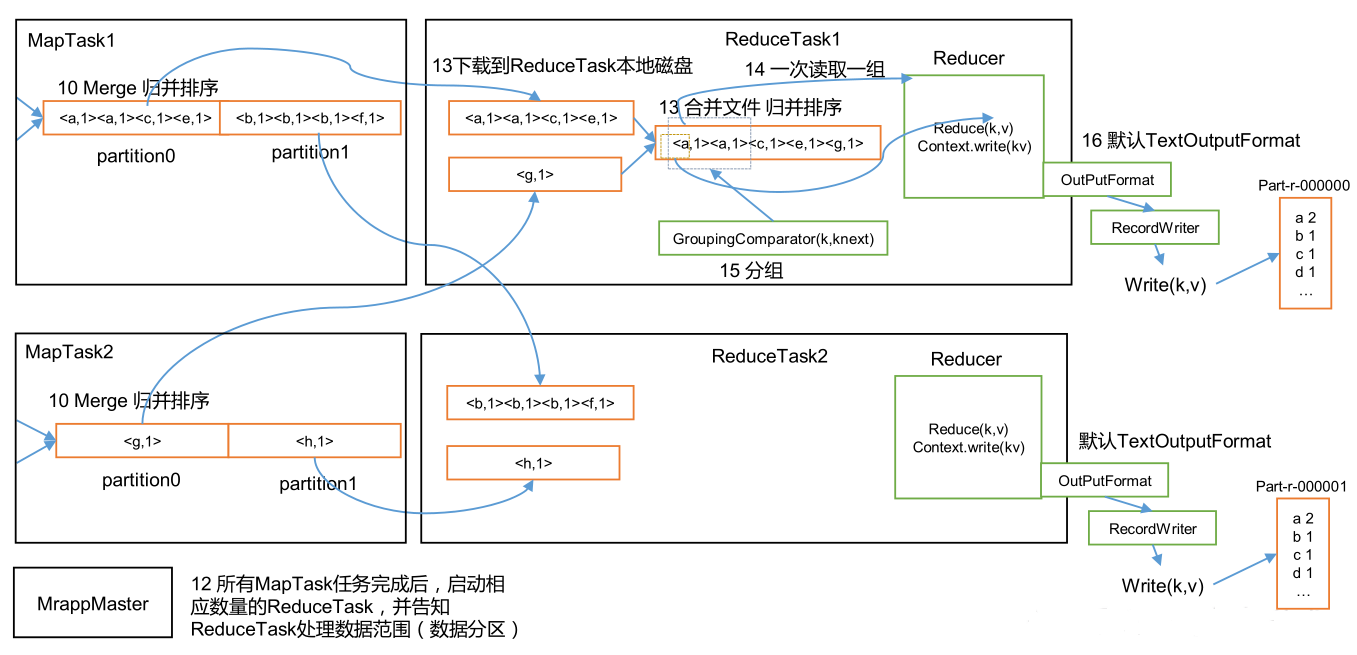 MapTask1
10 Merge 归并排序
<a,1><a,1><c,1><e,1>
<b,1><b,1><b,1><f,1>
partition0
partition1
ReduceTask1
13下载到ReduceTask本地磁盘
<a,1><a,1><c,1><e,1>
<g,1>
13 合并文件 归并排序
<a,1><a,1><c,1><e,1><g,1>
14 一次读取一组
GroupingComparator(k,knext)
15 分组
Reducer
Reduce(k,v)
Context.write(kv)
16 默认TextOutputFormat
OutPutFormat
RecordWriter
Write(k,v)
Part-r-000000
a 2
b 1
c 1
d 1
…
MapTask2
10 Merge 归并排序
<g,1>
<h,1>
partition0
partition1
ReduceTask2
<b,1><b,1><b,1><f,1>
<h,1>
Reducer
Reduce(k,v)
Context.write(kv)
默认TextOutputFormat
OutPutFormat
RecordWriter
Write(k,v)
Part-r-000001
a 2
b 1
c 1
d 1
…
MrappMaster
12 所有MapTask任务完成后，启动相
应数量的ReduceTask，并告知
ReduceTask处理数据范围（数据分区）